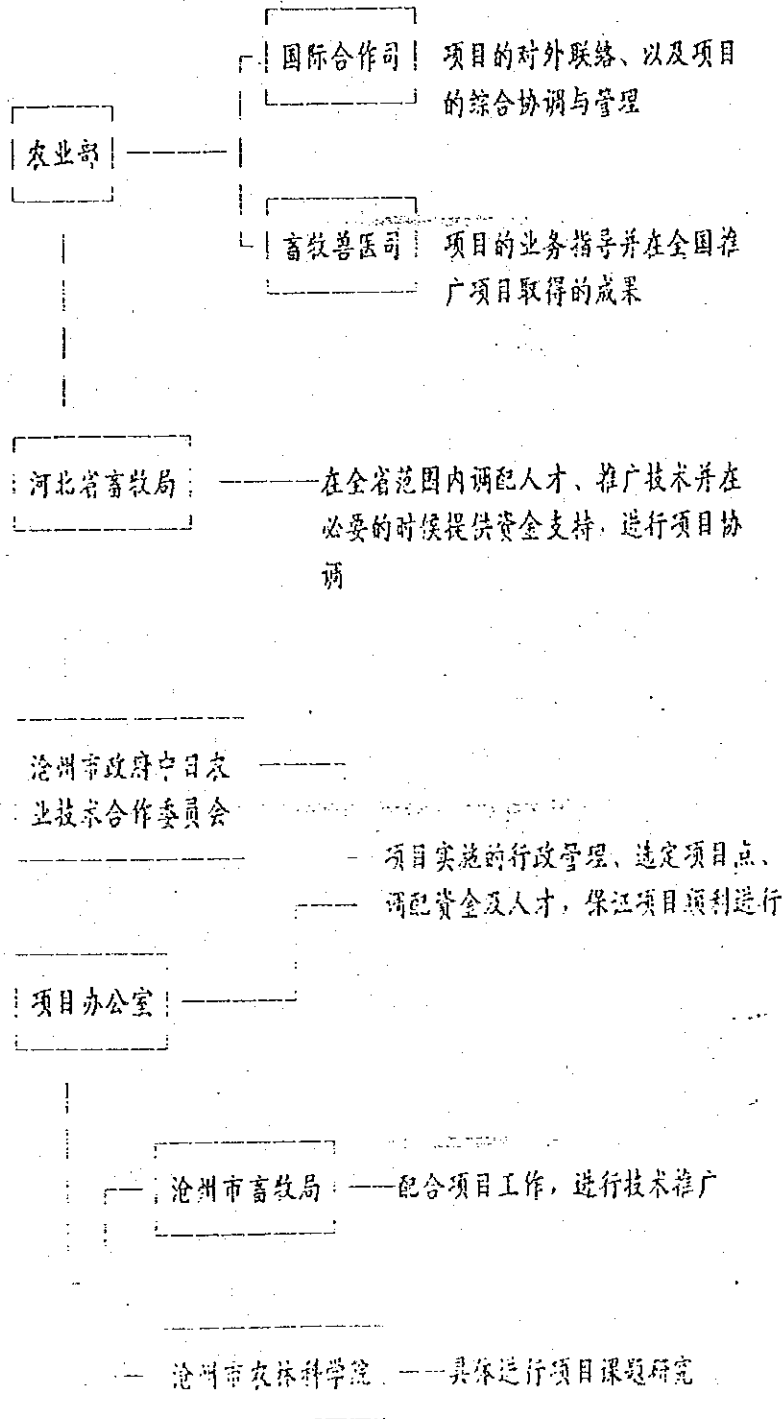 国际合作司 项目的对外联络、以及项目
的综合协调与管理
农业部
畜牧兽医司 项目的业务指导并在全国推
广项目取得的成果
河北省畜牧局 在全省范围内调配人才、推广技术并在
必要的时候提供资金支持，进行项目协
调
沧州市政府中日农
业技术合作委员会
项目实施的行政管理、选定项目点、
调配资金及人才，保证项目顺利进行
项目办公室
沧州市畜牧局 配合项目工作，进行技术推广
沧州市农林科学院 具体进行项目课题研究